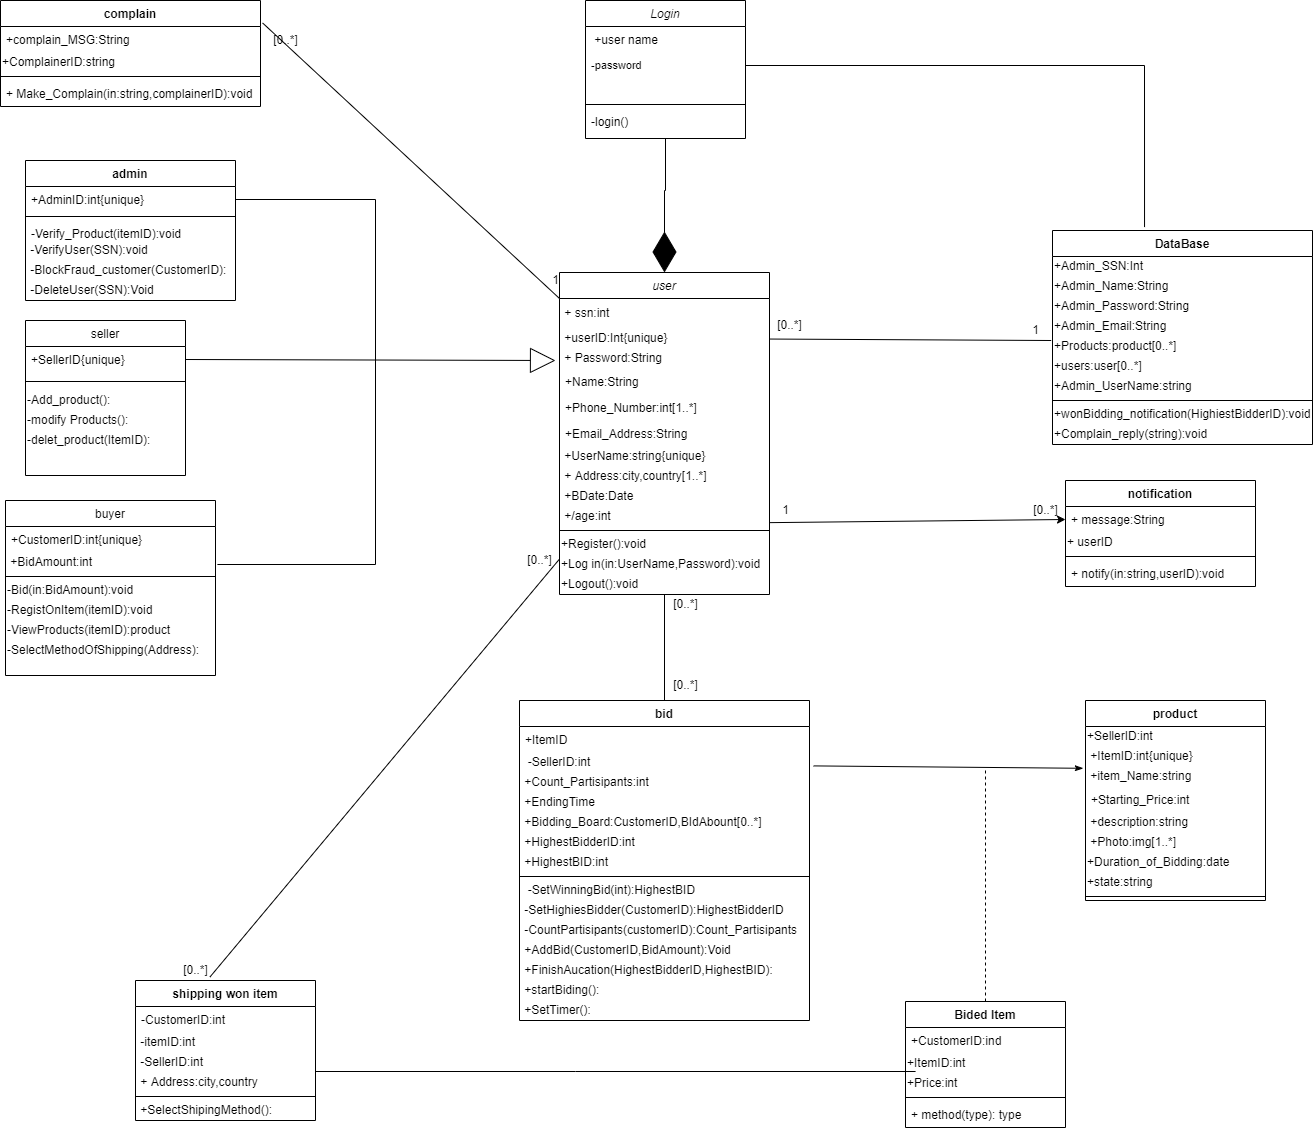 complain
+complain_MSG:String
+ComplainerID:string
+ Make_Complain(in:string,complainerID):void
[0..*]
Login
+user name
-password
-login()
admin
+AdminID:int{unique}
-Verify_Product(itemID):void
-VerifyUser(SSN):void
-BlockFraud_customer(CustomerID):
-DeleteUser(SSN):Void
seller
+SellerID{unique}
-Add_product():
-modify Products():
-delet_product(ItemID):
buyer
+CustomerID:int{unique}
+BidAmount:int
-Bid(in:BidAmount):void
-RegistOnItem(itemID):void
-ViewProducts(itemID):product
-SelectMethodOfShipping(Address):
1
user
+ ssn:int
+userID:Int{unique}
+ Password:String
+Name:String
+Phone_Number:int[1..*]
+Email_Address:String
+UserName:string{unique}
+ Address:city,country[1..*]
+BDate:Date
+/age:int
+Register():void
+Log in(in:UserName,Password):void
+Logout():void
[0..*]
1
DataBase
+Admin_SSN:Int
+Admin_Name:String
+Admin_Password:String
+Admin_Email:String
+Products:product[0..*]
+users:user[0..*]
+Admin_UserName:string
+wonBidding_notification(HighiestBidderID):void
+Complain_reply(string):void
1
[0..*]
notification
+ message:String
+ userID
+ notify(in:string,userID):void
[0..*]
[0..*]
[0..*]
bid
+ItemID
-SellerID:int
+Count_Partisipants:int
+EndingTime
+Bidding_Board:CustomerID,BIdAbount[0..*]
+HighestBidderID:int
+HighestBID:int
-SetWinningBid(int):HighestBID
-SetHighiesBidder(CustomerID):HighestBidderID
-CountPartisipants(customerID):Count_Partisipants
+AddBid(CustomerID,BidAmount):Void
+FinishAucation(HighestBidderID,HighestBID):
+startBiding():
+SetTimer():
product
+SellerID:int
+ItemID:int{unique}
+item_Name:string
+Starting_Price:int
+description:string
+Photo:img[1..*]
+Duration_of_Bidding:date
+state:string
[0..*]
shipping won item
-CustomerID:int
-itemID:int
-SellerID:int
+ Address:city,country
+SelectShipingMethod():
Bided Item
+CustomerID:ind
+ItemID:int
+Price:int
+ method(type): type